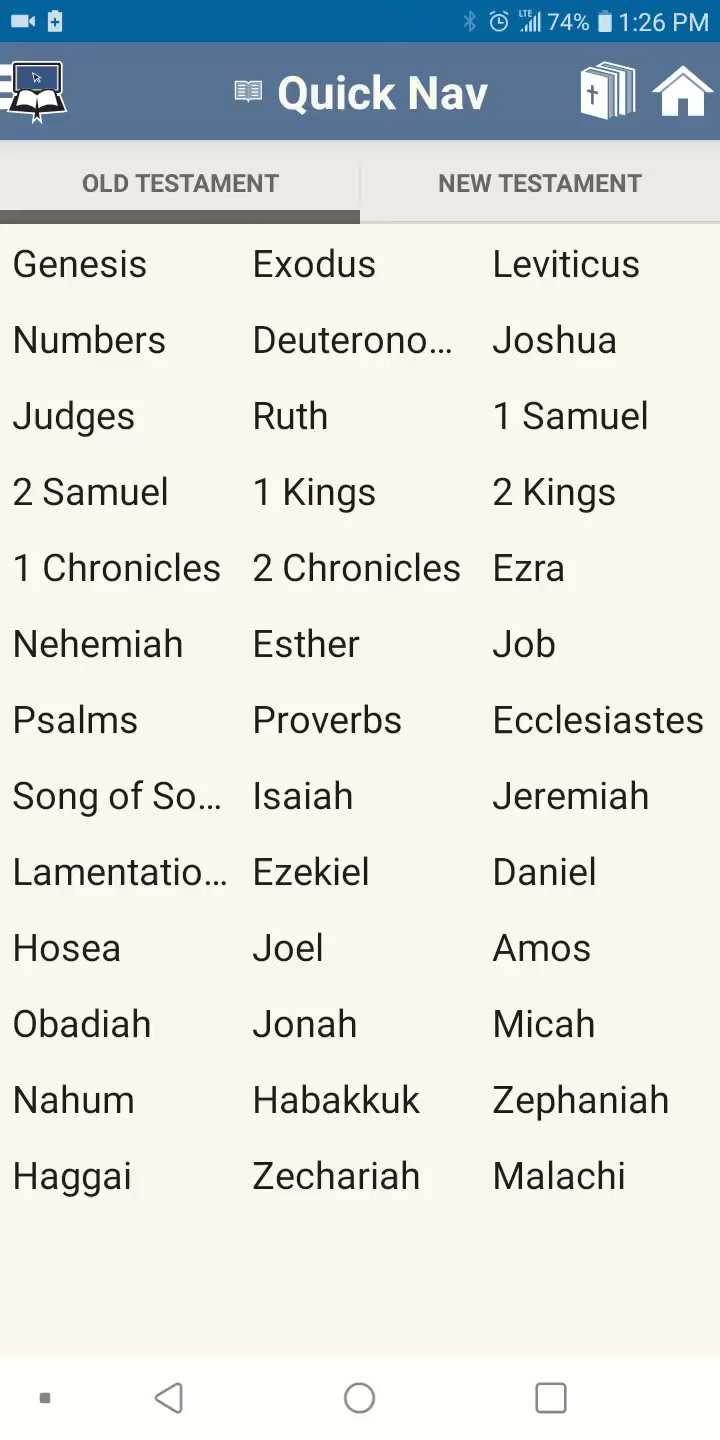 LTE 74% 1:26 PM
Quick Nav
OLD TESTAMENT NEW TESTAMENT
Genesis Exodus Leviticus
Numbers Deuterono... Joshua
Judges Ruth 1 Samuel
2 Samuel 1 Kings 2 Kings
1 Chronicles 2 Chronicles Ezra
Nehemiah Esther Job
Psalms Proverbs Ecclesiastes
Song of So... Isaiah Jeremiah
Lamentatio... Ezekiel Daniel
Hosea Joel Amos
Obadiah Jonah Micah
Nahum Habakkuk Zephaniah
Haggai Zechariah Malachi